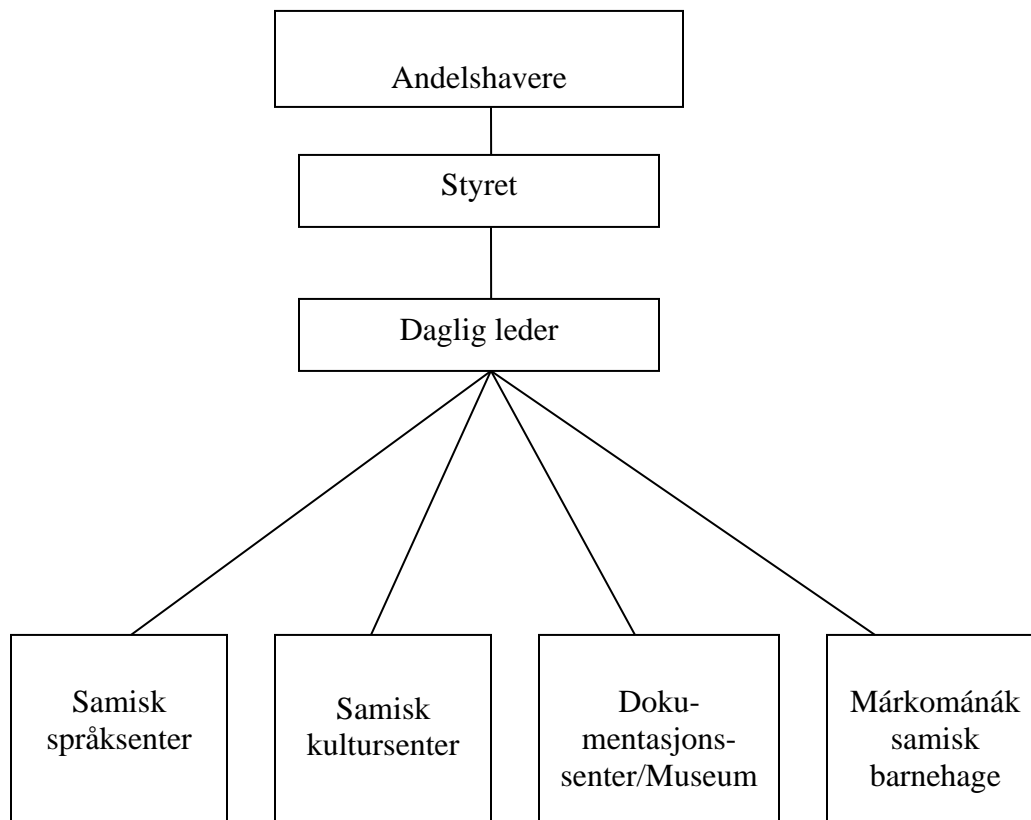 Andelshavere
Styret
Daglig leder
Samisk
språksenter
Samisk
kultursenter
Doku-
mentasjons-
senter/Museum
Márkománák
samisk
barnehage